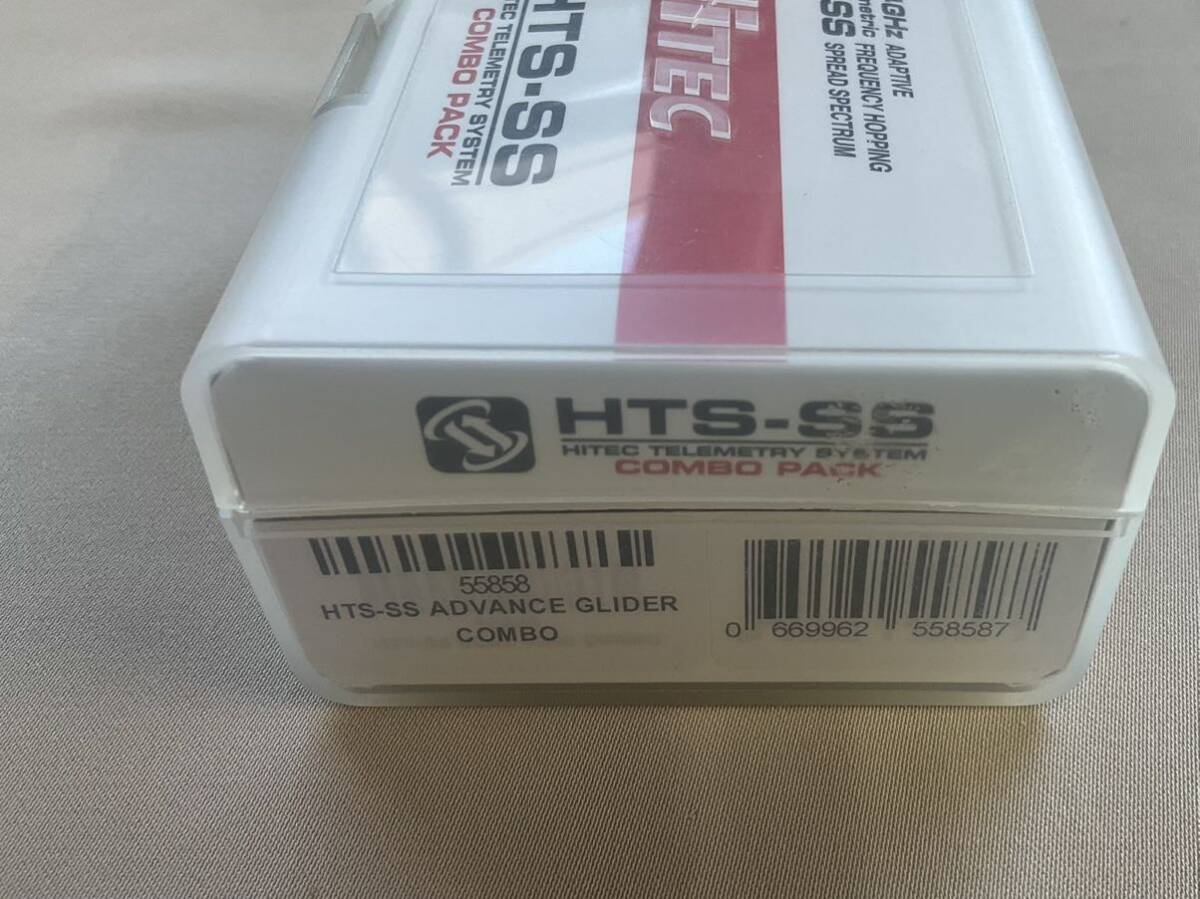 HTS-SS
TEC TELEMETRY SYSTEM
COMBO PACK
HiTEC
GHz ADAPTIVE
FREQUENCY HOPPING
SS SPREAD SPECTRUM
HTS-SS
HITEC TELEMETRY SYSTEM
COMBO PACK
55858
HTS-SS ADVANCE GLIDER
COMBO
0 669962 558587